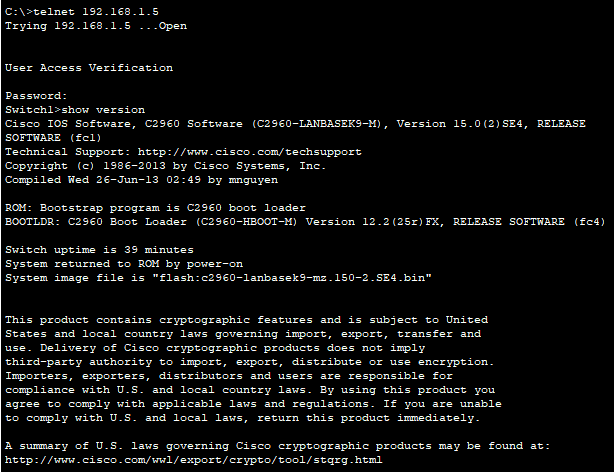 C:\>telnet 192.168.1.5
Trying 192.168.1.5 ...Open
User Access Verification
Password:
Switch1>show version
Cisco IOS Software, C2960 Software (C2960-LANBASEK9-M), Version 15.0(2)SE4, RELEASE
SOFTWARE (fc1)
Technical Support: http://www.cisco.com/techsupport
Copyright (c) 1986-2013 by Cisco Systems, Inc.
Compiled Wed 26-Jun-13 02:49 by mnguyen
ROM: Bootstrap program is C2960 boot loader
BOOTLDR: C2960 Boot Loader (C2960-HBOOT-M) Version 12.2(25r)FX, RELEASE SOFTWARE (fc4)
Switch uptime is 39 minutes
System returned to ROM by power-on
System image file is "flash:c2960-lanbasek9-mz.150-2.SE4.bin"
This product contains cryptographic features and is subject to United
States and local country laws governing import, export, transfer and
use. Delivery of Cisco cryptographic products does not imply
third-party authority to import, export, distribute or use encryption.
Importers, exporters, distributors and users are responsible for
compliance with U.S. and local country laws. By using this product you
agree to comply with applicable laws and regulations. If you are unable
to comply with U.S. and local laws, return this product immediately.
A summary of U.S. laws governing Cisco cryptographic products may be found at:
http://www.cisco.com/wwl/export/crypto/tool/stqrg.html